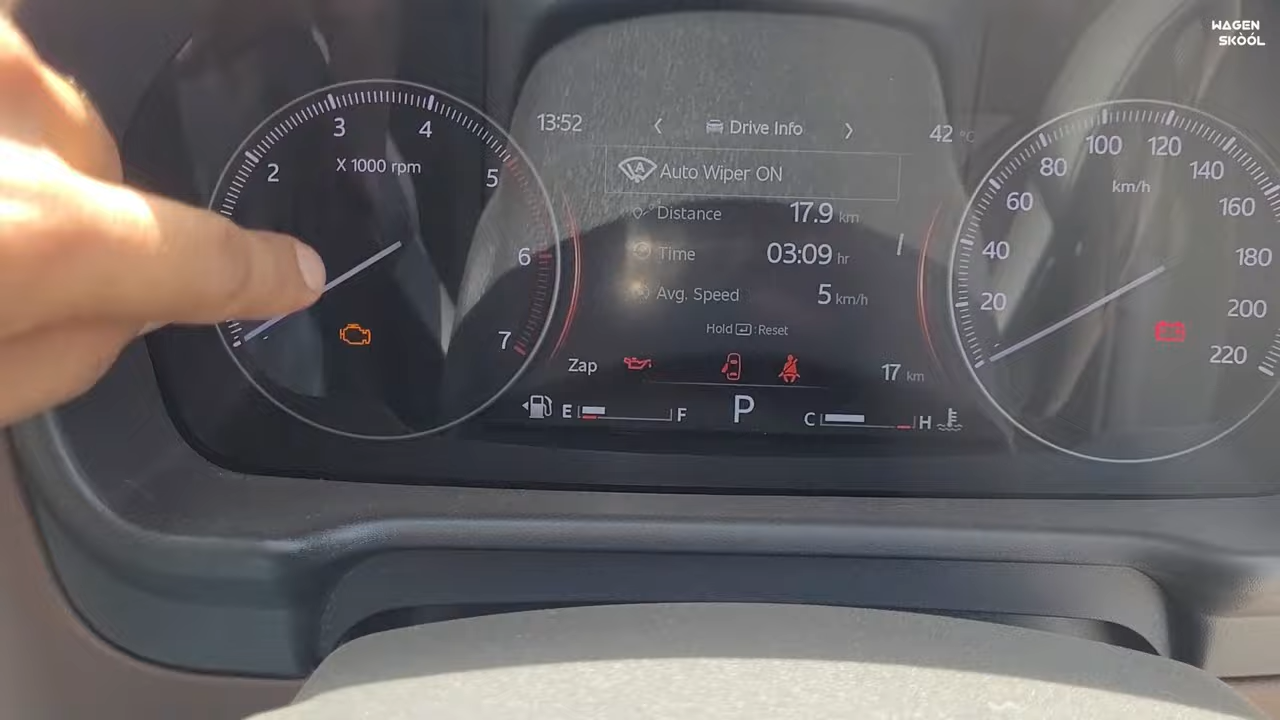 WAGEN
SKÒÓL
13:52
Drive Info
42 °C
A Auto Wiper ON
Distance 17.9 km
Time 03:09 hr
Avg. Speed 5 km/h
Hold : Reset
Zap
17 km
E F
P
C H
2 3 4 5 6 7
X 1000 rpm
20 40 60 80 100 120 140 160 180 200 220
km/h